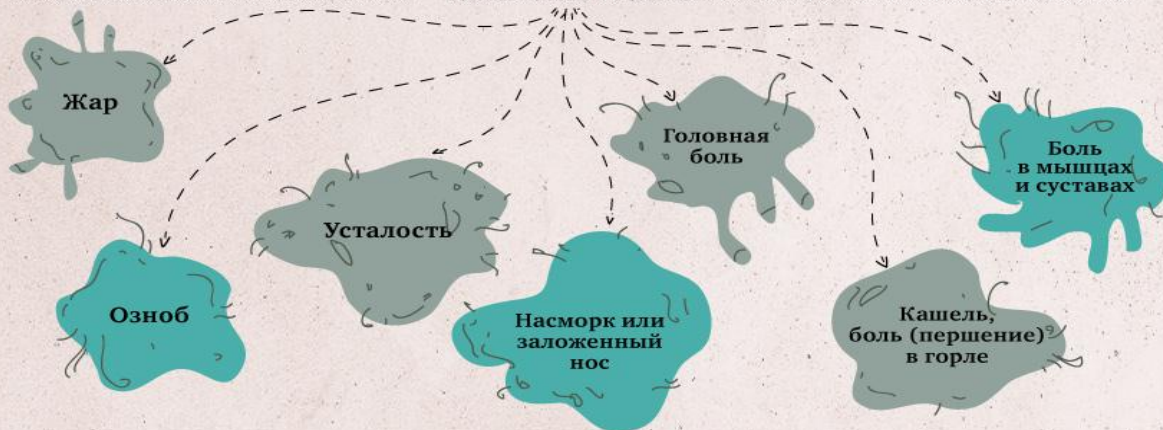 Жар
Головная
боль
Боль
в мышцах
и суставах
Усталость
Озноб
Насморк или
заложенный
нос
Кашель,
боль (першение)
в горле